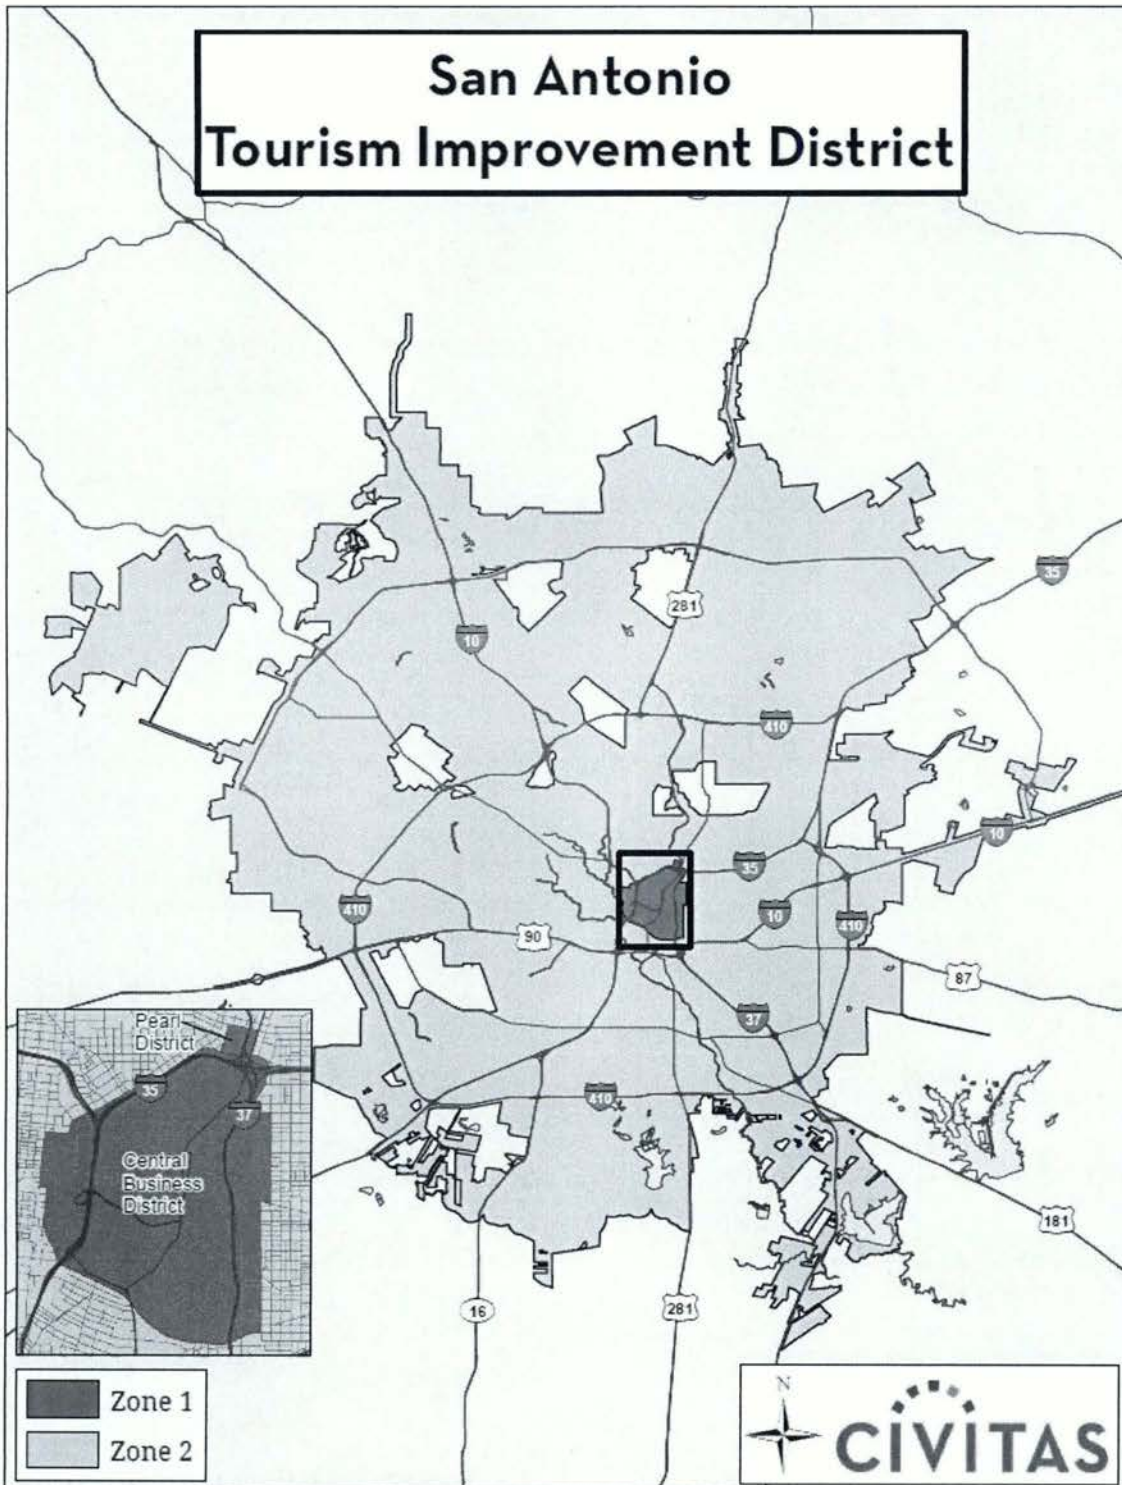 San Antonio
Tourism Improvement District
35
281
10
410
10
35
410
10
410
90
87
37
Pearl
District
35
37
410
Central
Business
District
181
16
281
Zone 1
Zone 2
N
CIVITAS